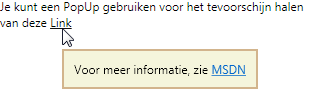 Je kunt een PopUp gebruiken voor het tevoorschijn halen
van deze Link
Voor meer informatie, zie MSDN